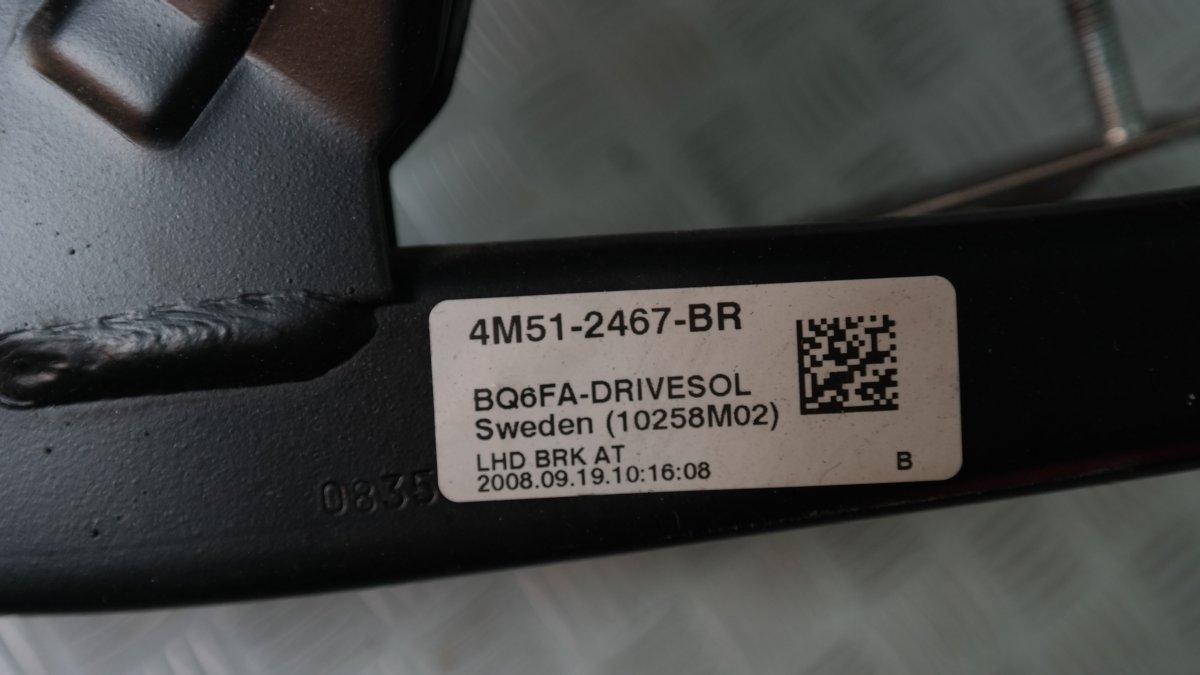 4M51-2467-BR
BQ6FA-DRIVESOL
Sweden (10258M02)
LHD BRK AT
2008.09.19.10:16:08
B
0835